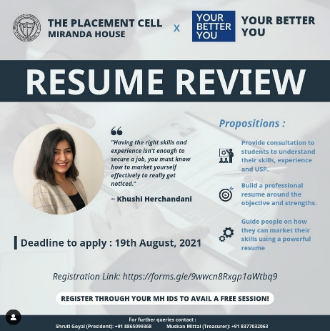 THE PLACEMENT CELL
MIRANDA HOUSE
X
YOUR
BETTER
YOU
YOUR BETTER
YOU
RESUME REVIEW
"Having the right skills and
experience isn't enough to
secure a job, you must know
how to market yourself
effectively to really get
noticed."
~ Khushi Herchandani
Propositions :
Provide consultation to
students to understand
their skills, experience
and USP.
Build a professional
resume around the
objective and strengths.
Guide people on how
they can market their
skills using a powerful
resume
Deadline to apply : 19th August, 2021
Registration Link: https://forms.gle/9wwcn8Rxgp1aWtbq9
REGISTER THROUGH YOUR MH IDS TO AVAIL A FREE SESSION!
For further queries contact :
Shruti Goyal (President): +91 8865099368 Muskan Mittal (Treasurer): +91 8377032063